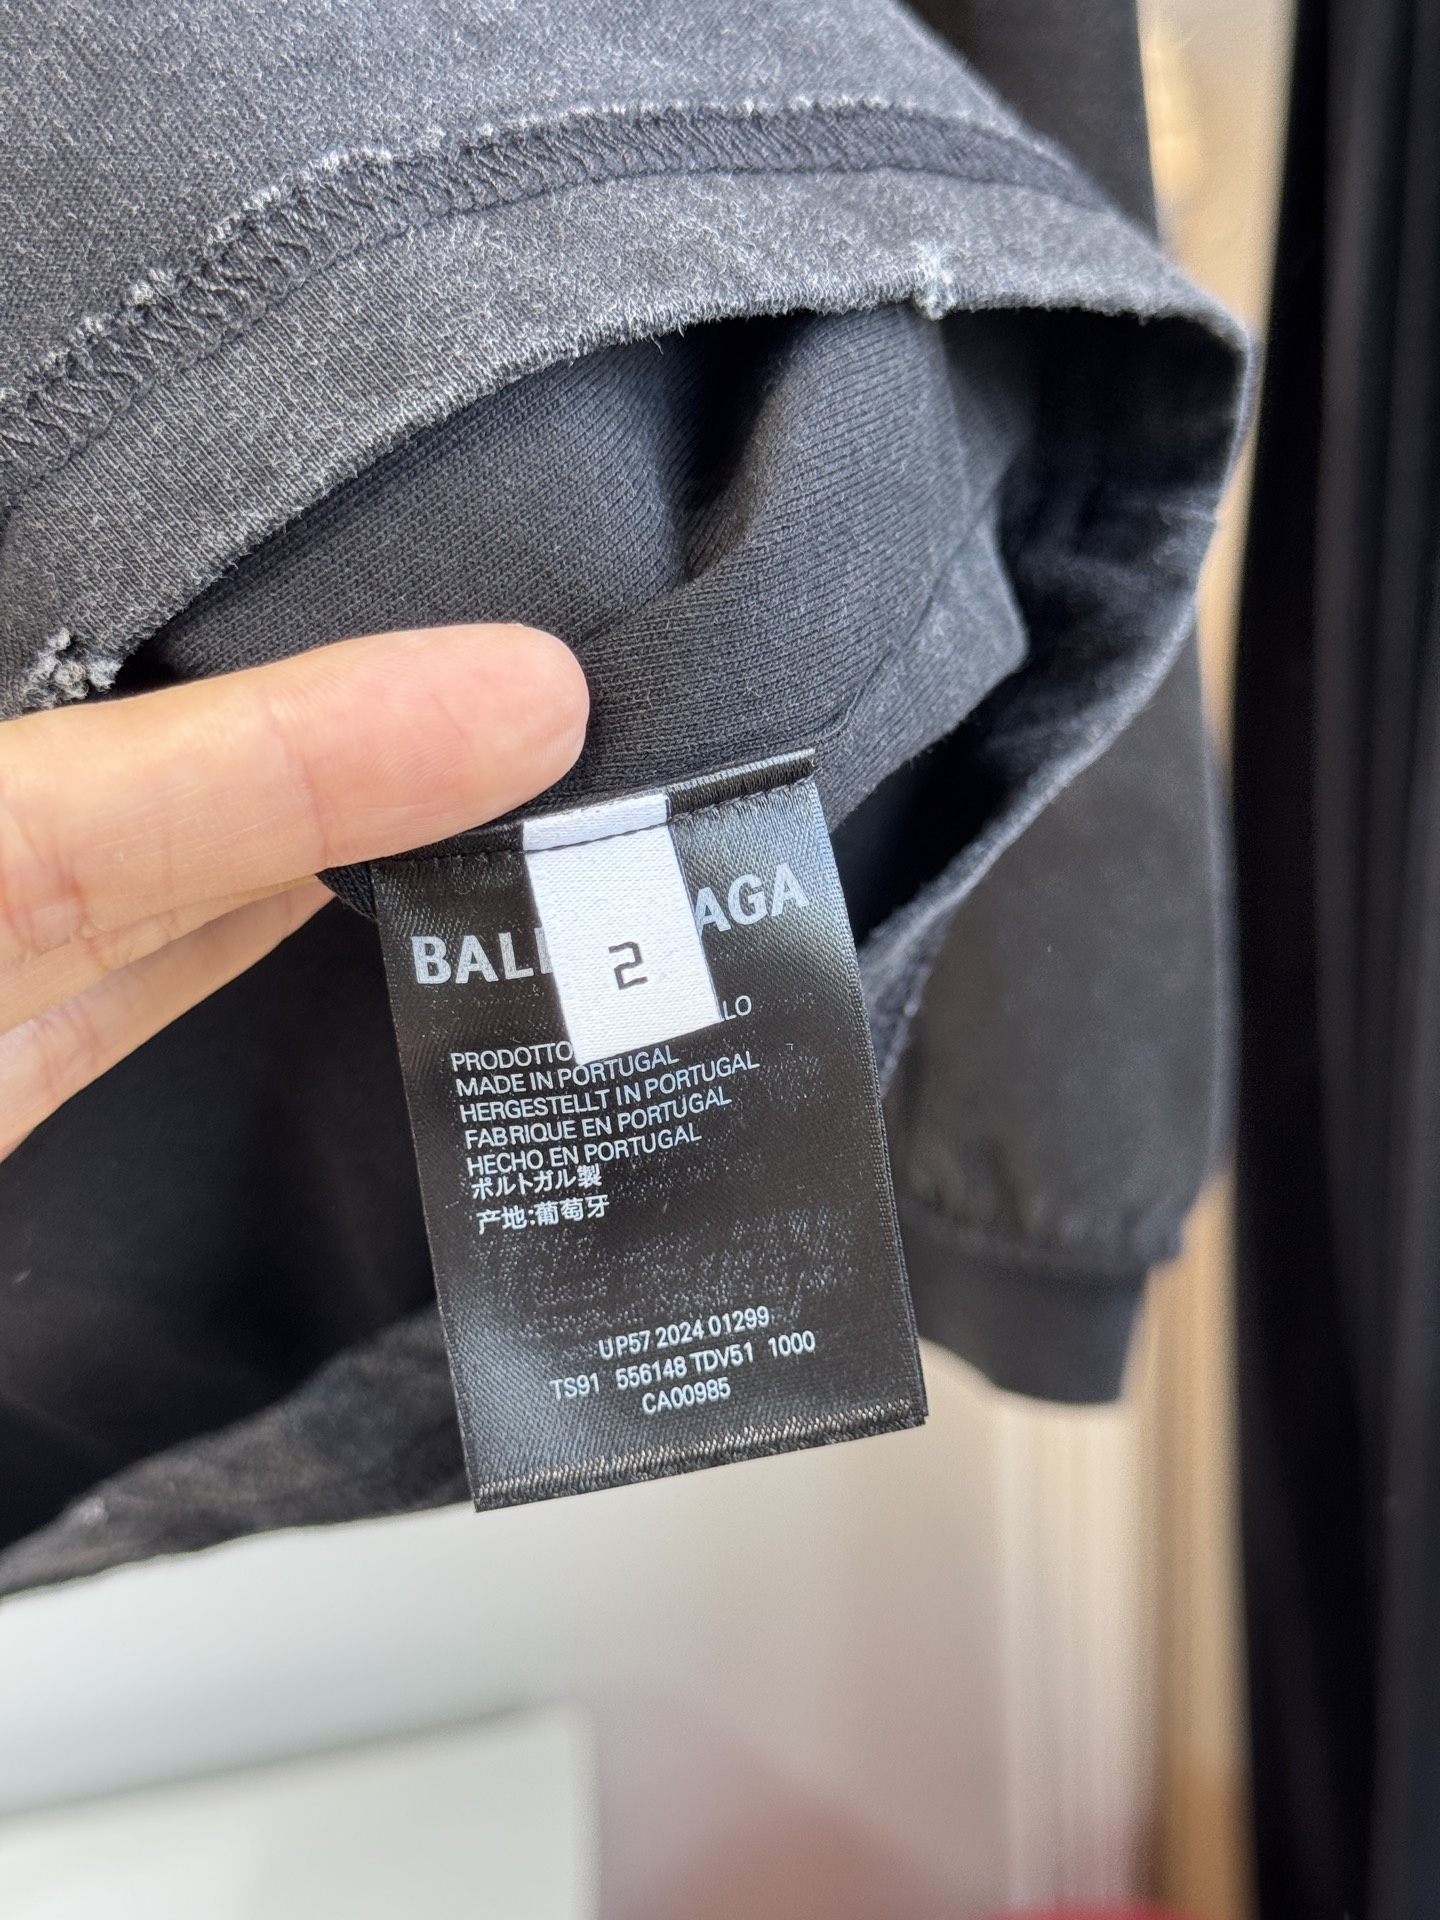 BAL AGA
2
LO
PRODOTTO
MADE IN PORTUGAL
HERGESTELLT IN PORTUGAL
FABRIQUE EN PORTUGAL
HECHO EN PORTUGAL
ポルトガル製
产地:葡萄牙
UP57 2024 01299
TS91 556148 TDV51 1000
CA00985